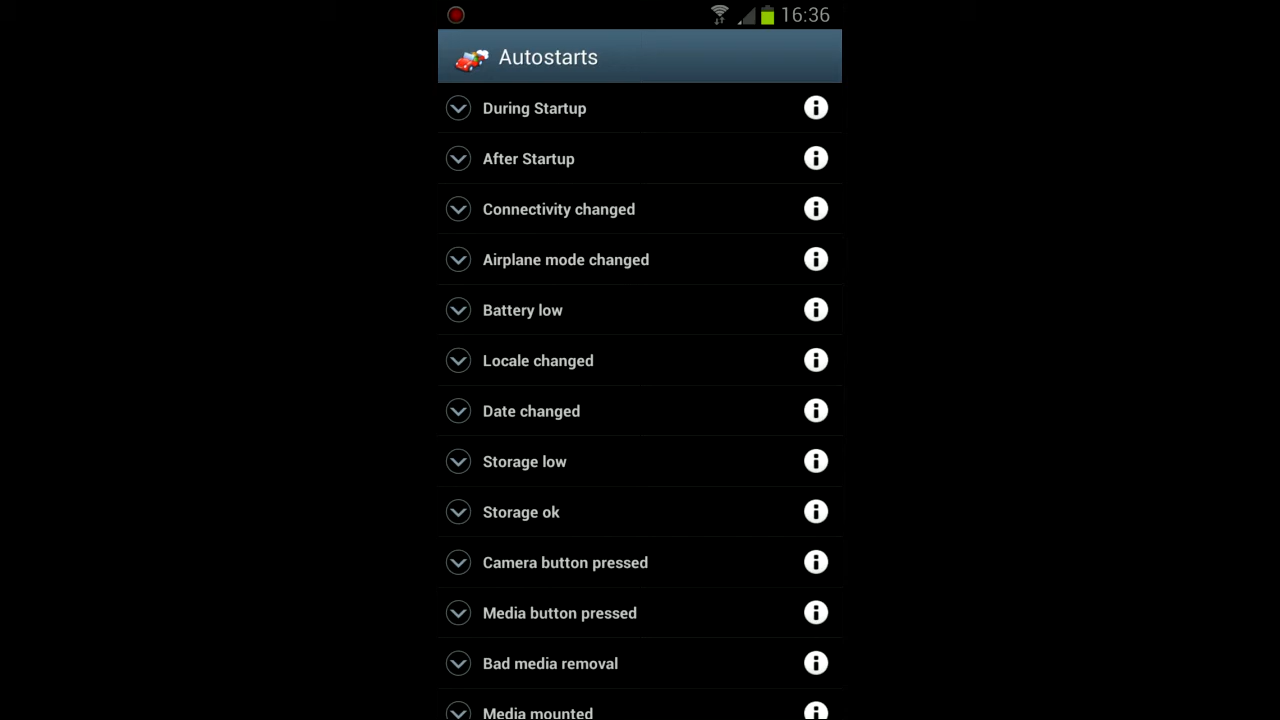 16:36
Autostarts
During Startup
After Startup
Connectivity changed
Airplane mode changed
Battery low
Locale changed
Date changed
Storage low
Storage ok
Camera button pressed
Media button pressed
Bad media removal
Media mounted